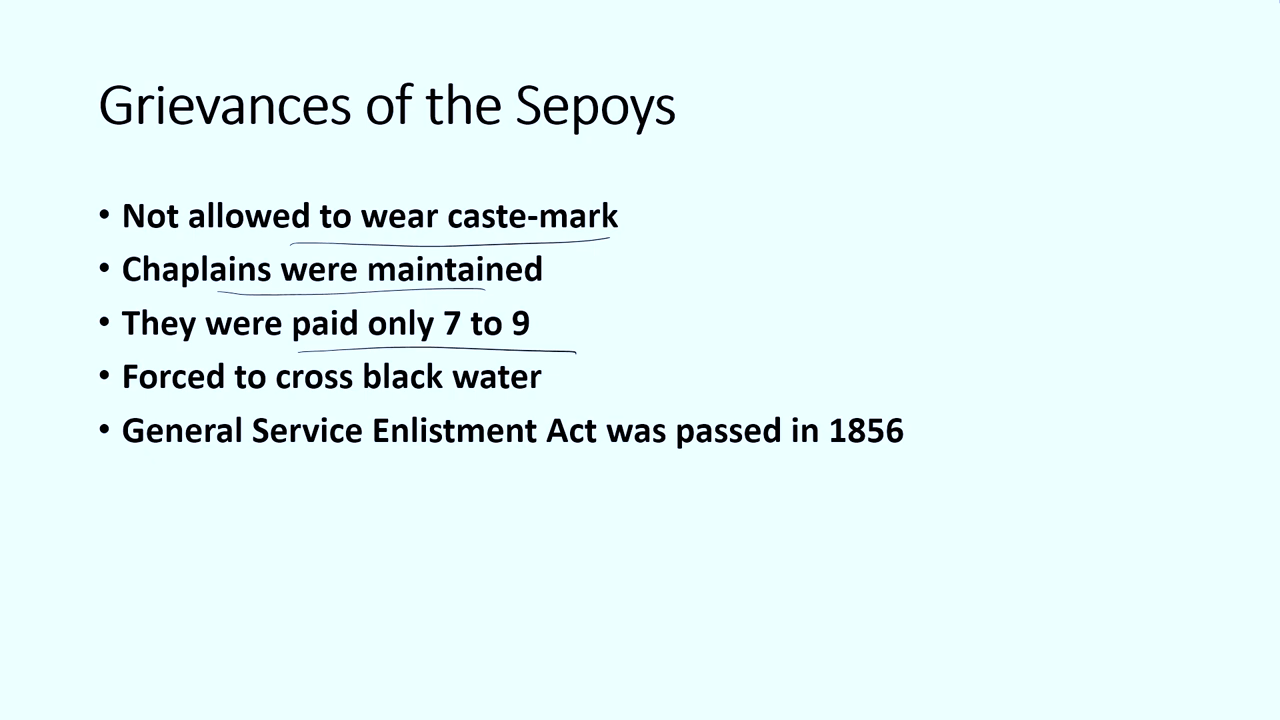 Grievances of the Sepoys
• Not allowed to wear caste-mark
• Chaplains were maintained
• They were paid only 7 to 9
• Forced to cross black water
• General Service Enlistment Act was passed in 1856